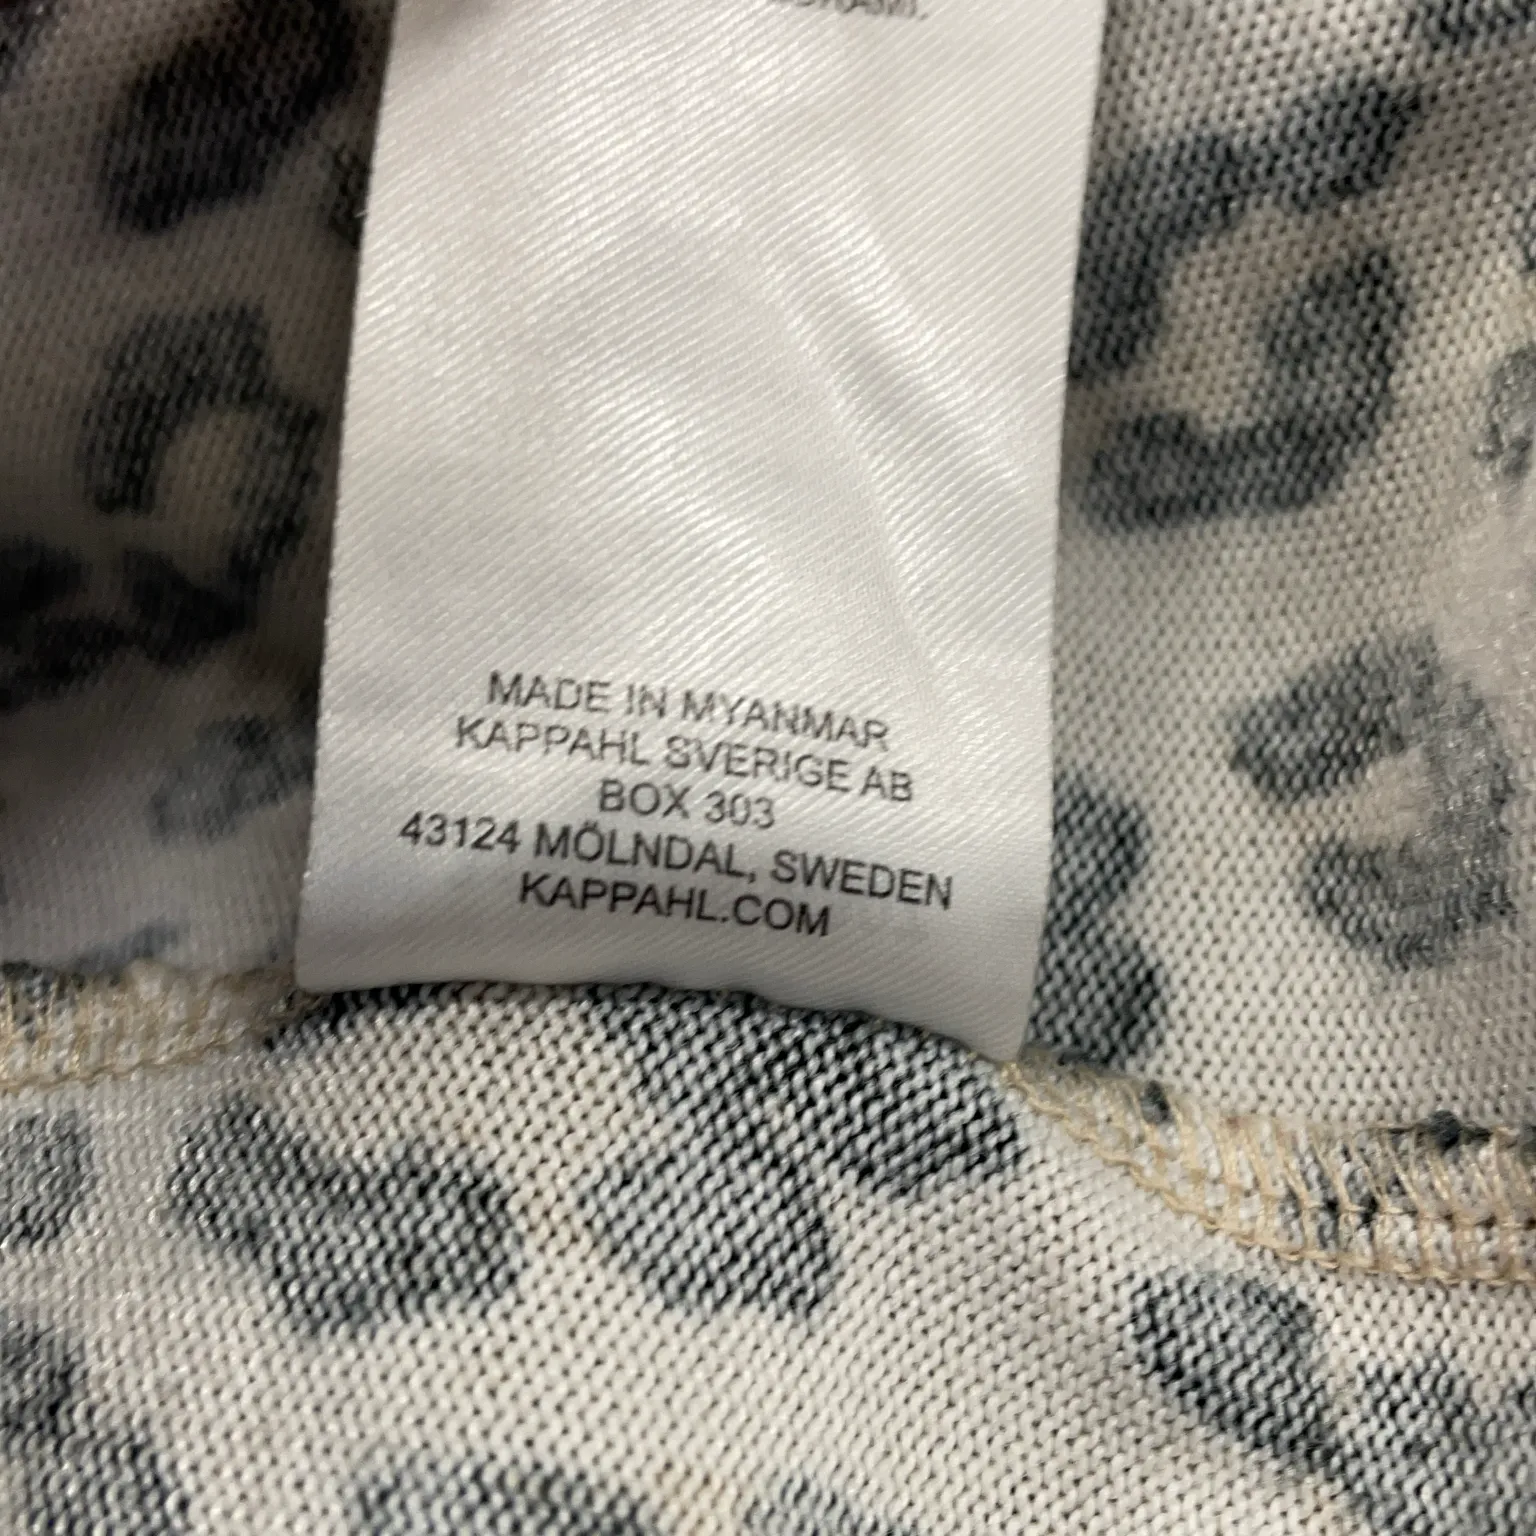 MADE IN MYANMAR
KAPPAHL SVERIGE AB
BOX 303
43124 MÖLNDAL, SWEDEN
KAPPAHL.COM